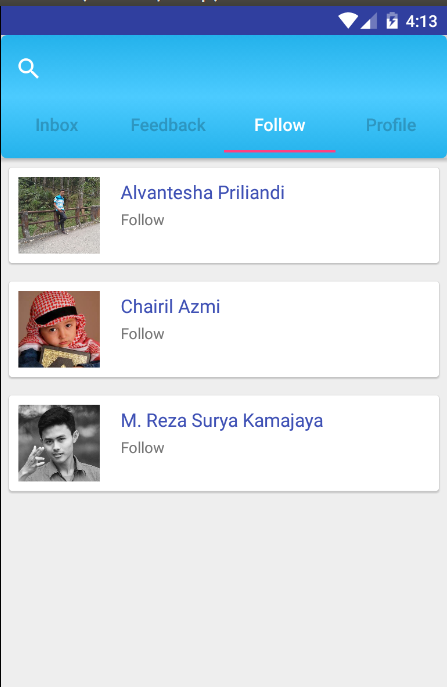 4:13
Inbox Feedback Follow Profile
Alvantesha Priliandi
Follow
Chairil Azmi
Follow
M. Reza Surya Kamajaya
Follow